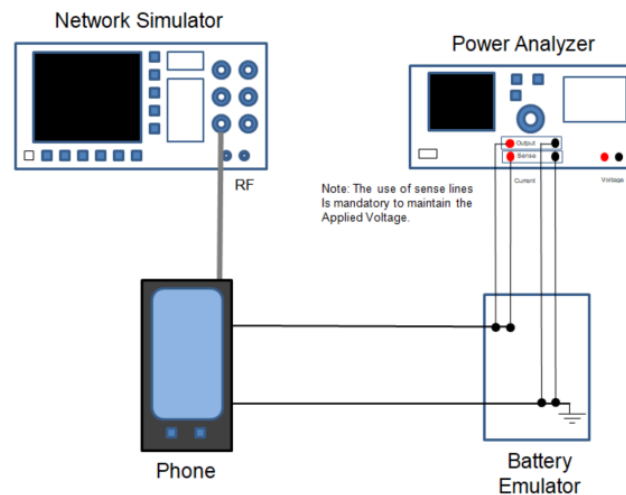 Network Simulator
Power Analyzer
Output
Sense
RF
Current
Voltage
Note: The use of sense lines
Is mandatory to maintain the
Applied Voltage.
Phone
Battery
Emulator